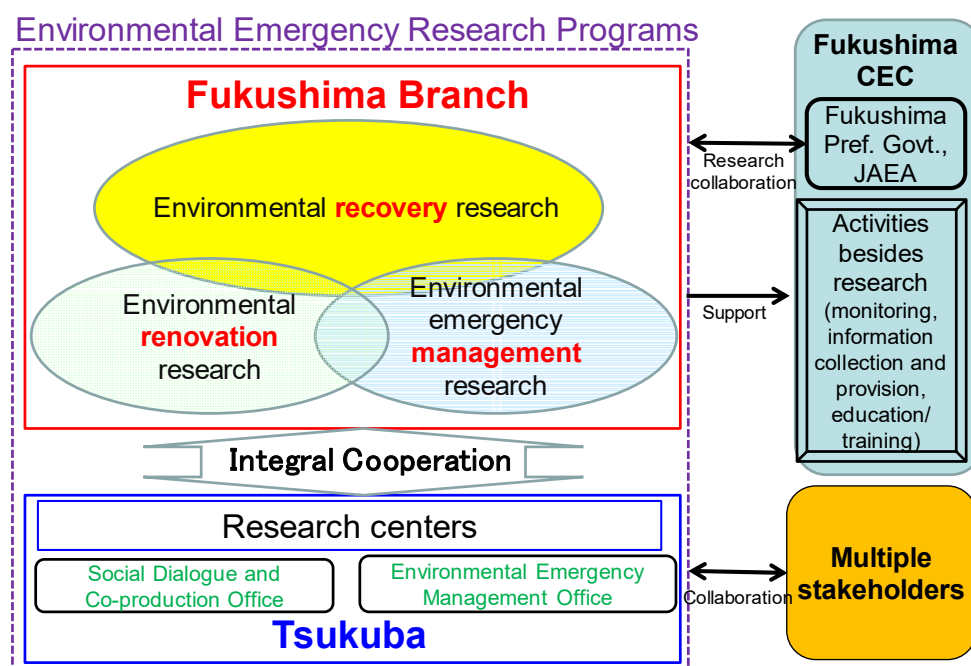 Environmental Emergency Research Programs
Fukushima Branch
Environmental recovery research
Environmental
renovation
research
Environmental
emergency
management
research
Integral Cooperation
Research centers
Social Dialogue and
Co-production Office
Environmental Emergency
Management Office
Tsukuba
Research
collaboration
Support
Collaboration
Fukushima
CEC
Fukushima
Pref. Govt.,
JAEA
Activities
besides
research
(monitoring,
information
collection and
provision,
education/
training)
Multiple
stakeholders